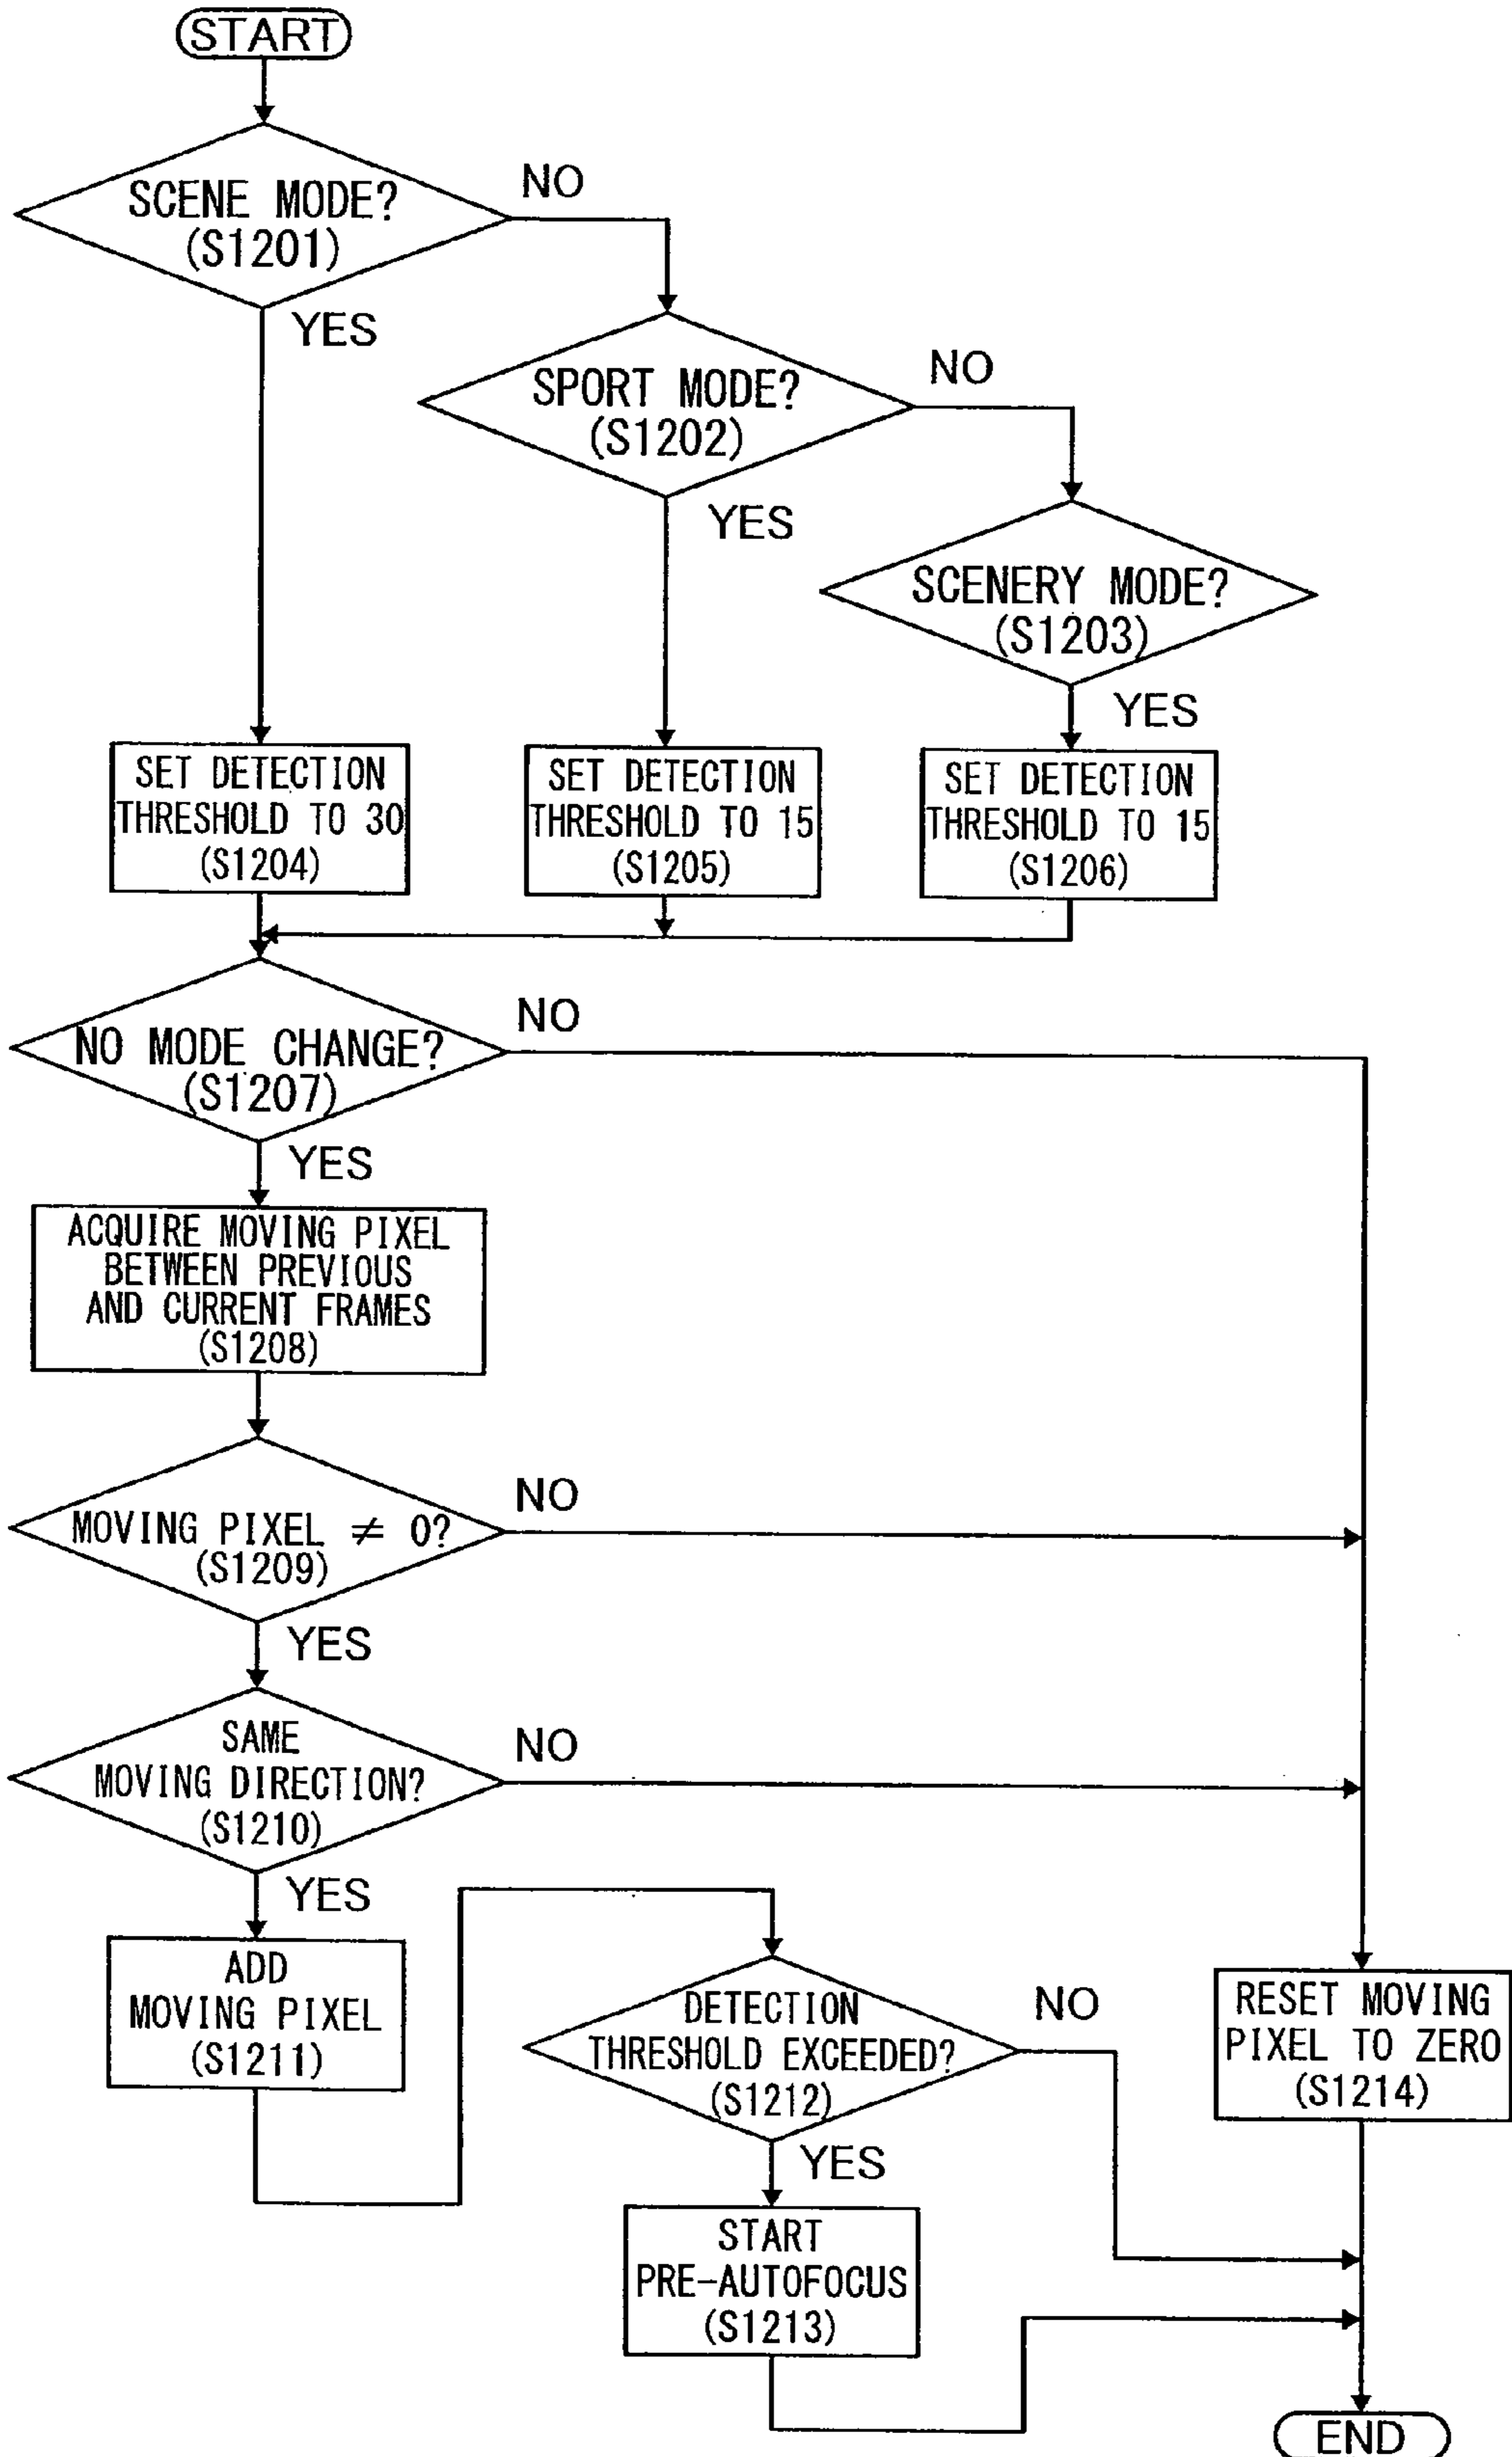 START
SCENE MODE?
(S1201)
NO
YES
SPORT MODE?
(S1202)
NO
YES
SCENERY MODE?
(S1203)
YES
SET DETECTION
THRESHOLD TO 30
(S1204)
SET DETECTION
THRESHOLD TO 15
(S1205)
SET DETECTION
THRESHOLD TO 15
(S1206)
NO MODE CHANGE?
(S1207)
NO
YES
ACQUIRE MOVING PIXEL
BETWEEN PREVIOUS
AND CURRENT FRAMES
(S1208)
MOVING PIXEL ≠ 0?
(S1209)
NO
YES
SAME
MOVING DIRECTION?
(S1210)
NO
YES
ADD
MOVING PIXEL
(S1211)
DETECTION
THRESHOLD EXCEEDED?
(S1212)
NO
YES
RESET MOVING
PIXEL TO ZERO
(S1214)
START
PRE-AUTOFOCUS
(S1213)
END